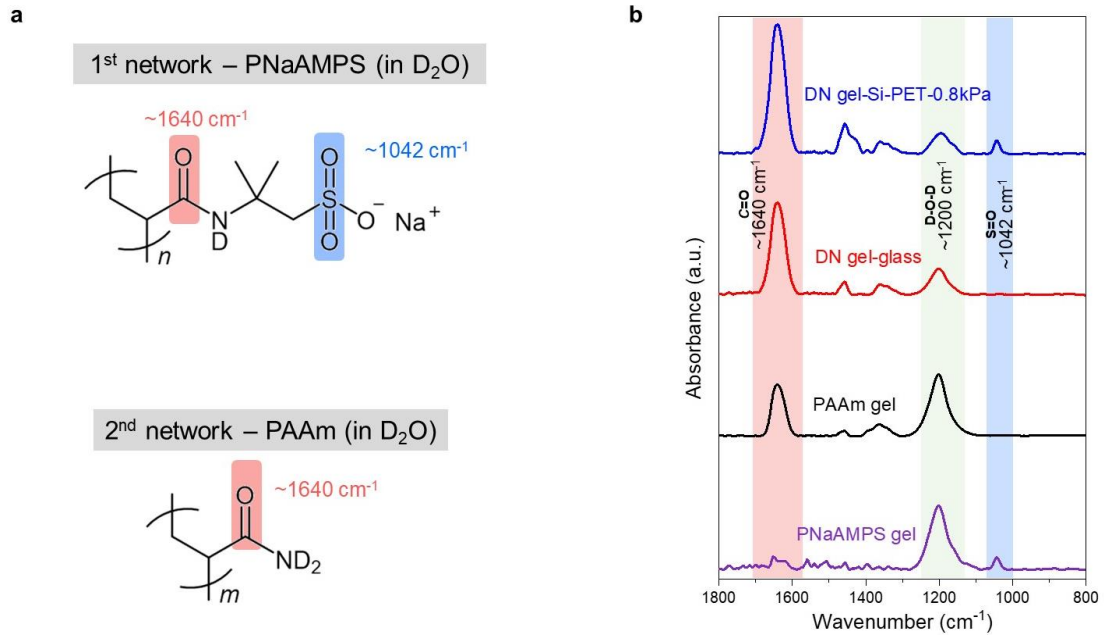 a
1st network – PNaAMPS (in D2O)
~1640 cm-1
~1042 cm-1
O
O
S
O
O−
Na+
N
D
n
2nd network – PAAm (in D2O)
~1640 cm-1
O
ND2
m
b
DN gel-Si-PET-0.8kPa
C=O
~1640 cm-1
D-O-D
~1200 cm-1
S=O
~1042 cm-1
DN gel-glass
PAAm gel
PNaAMPS gel
Absorbance (a.u.)
1800 1600 1400 1200 1000 800
Wavenumber (cm-1)